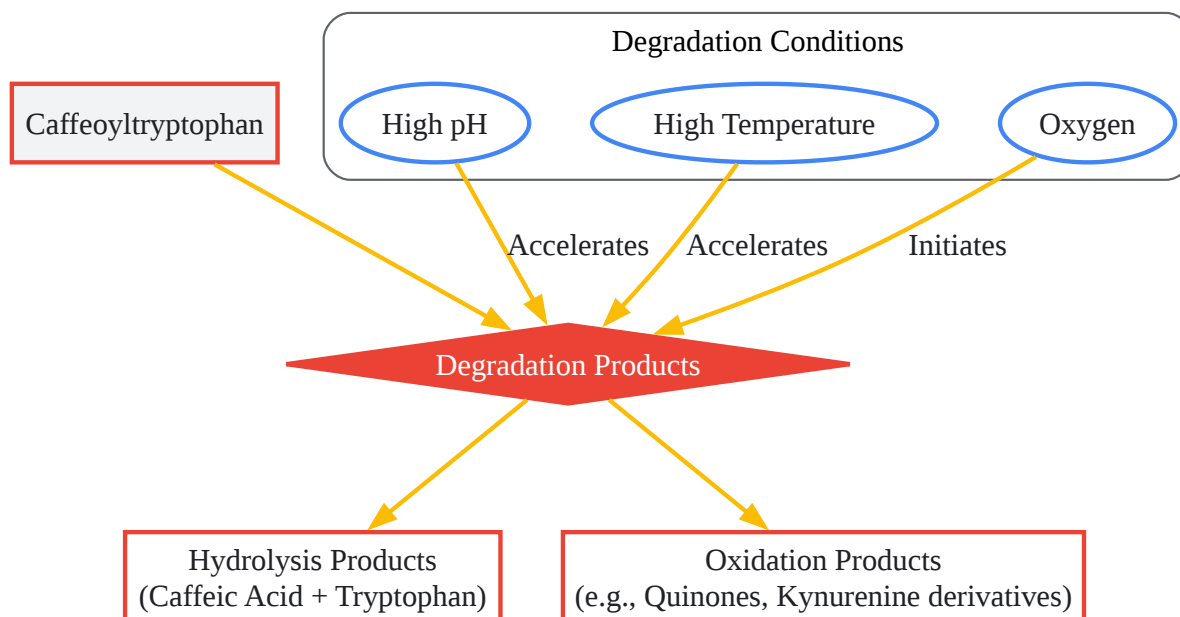 Degradation Conditions
Caffeoyltryptophan
High pH
High Temperature
Oxygen
Accelerates
Accelerates
Initiates
Degradation Products
Hydrolysis Products
(Caffeic Acid + Tryptophan)
Oxidation Products
(e.g., Quinones, Kynurenine derivatives)